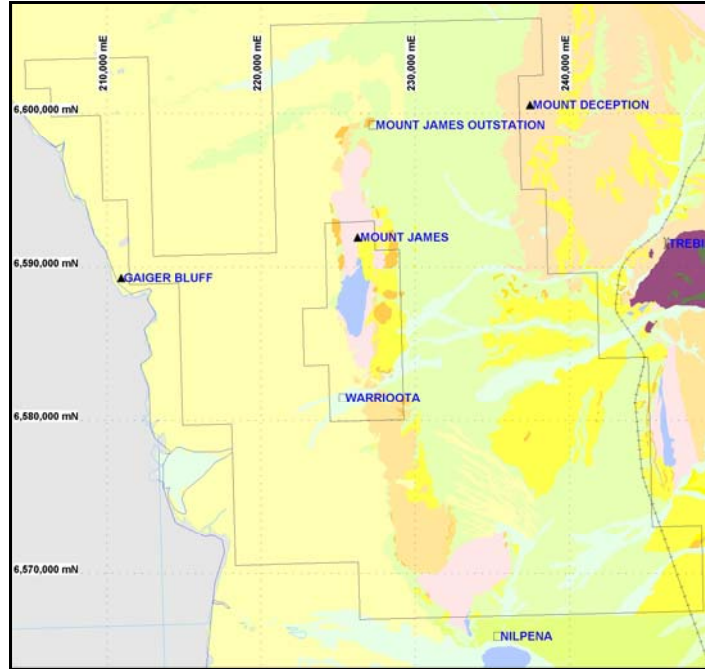 210,000 mE
220,000 mE
230,000 mE
240,000 mE
6,600,000 mN
MOUNT DECEPTION
MOUNT JAMES OUTSTATION
MOUNT JAMES
TREBI
6,590,000 mN
GAIGER BLUFF
WARRIOOTA
6,580,000 mN
6,570,000 mN
NILPENA